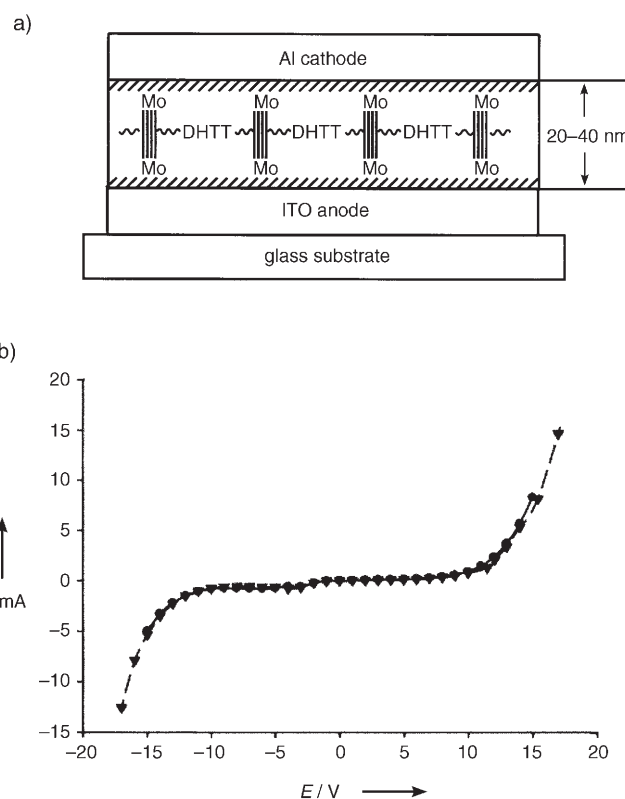 a)
Al cathode
Mo Mo Mo Mo
DHTT DHTT DHTT
20–40 nm
Mo Mo Mo Mo
ITO anode
glass substrate
b)
20
15
10
5
0
mA
−5
−10
−15
−20 −15 −10 −5 0 5 10 15 20
E / V